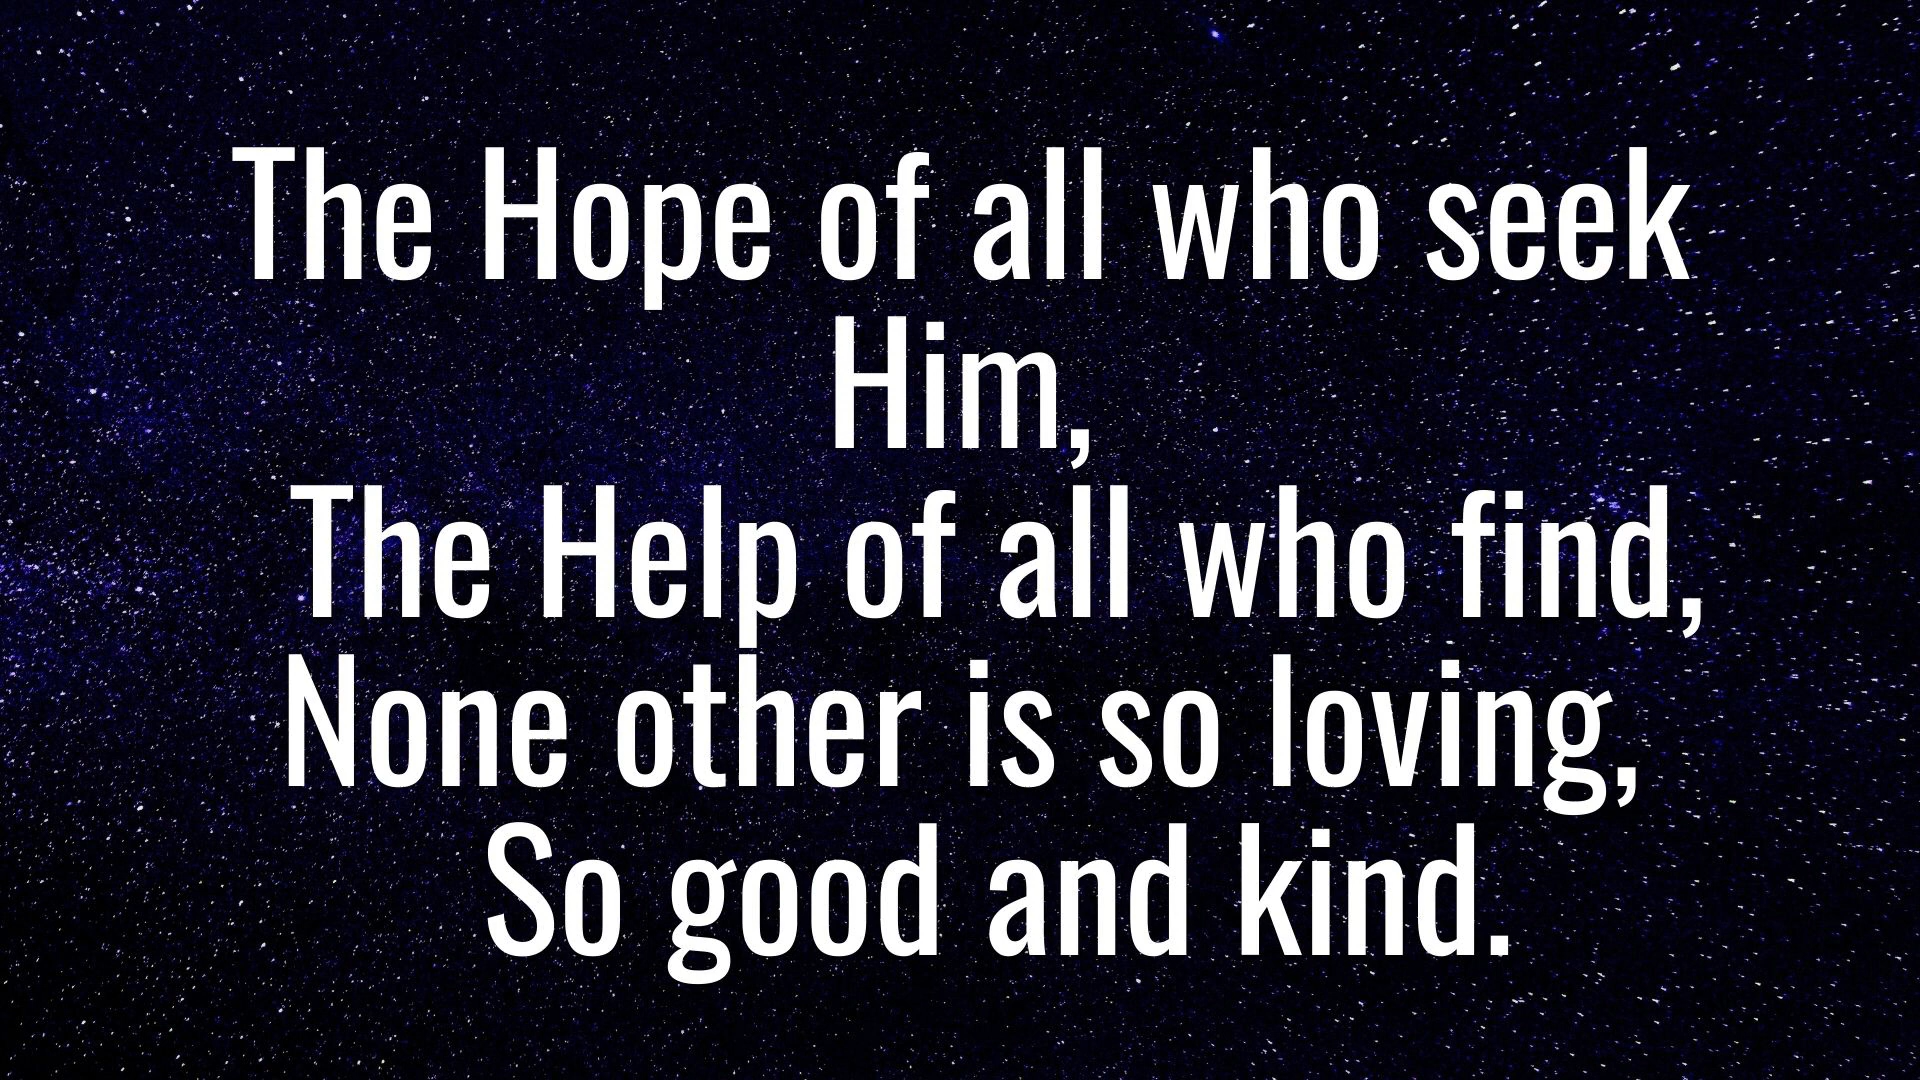 The Hope of all who seek
Him,
The Help of all who find,
None other is so loving,
So good and kind.